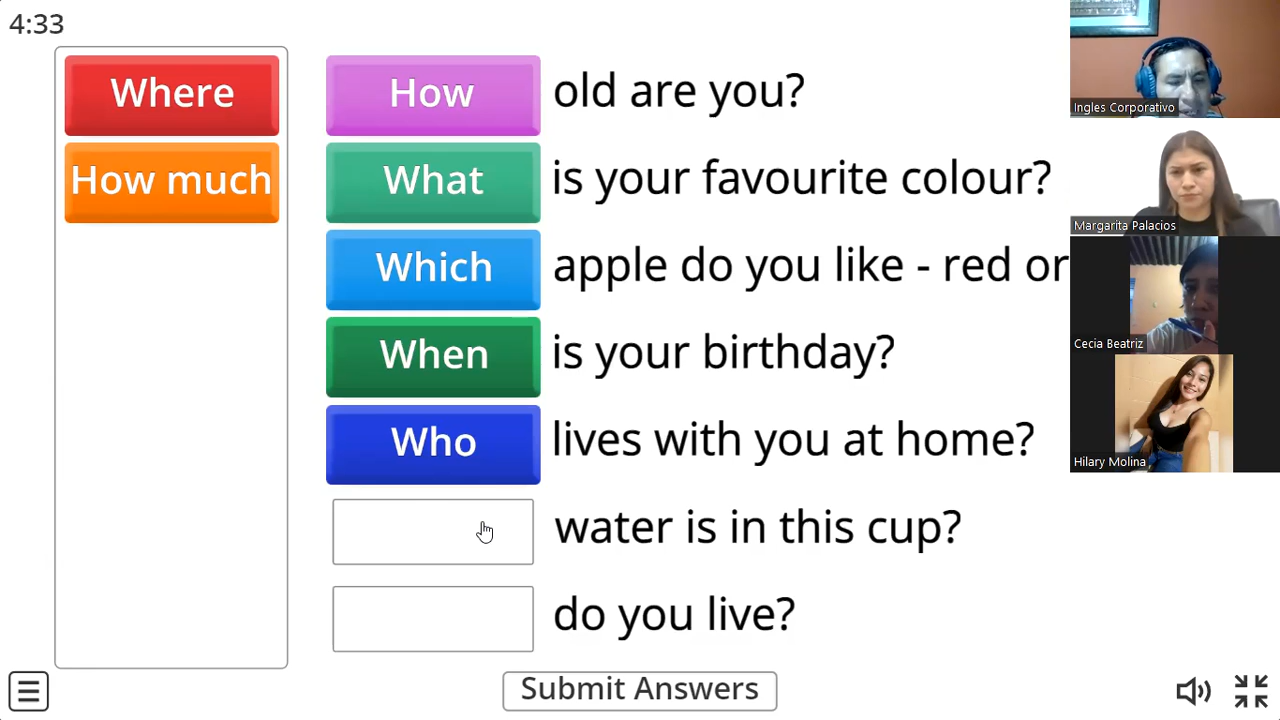 4:33
Where
How much
How old are you?
What is your favourite colour?
Which apple do you like - red or
When is your birthday?
Who lives with you at home?
water is in this cup?
do you live?
Submit Answers
Ingles Corporativo
Margarita Palacios
Cecia Beatriz
Hilary Molina